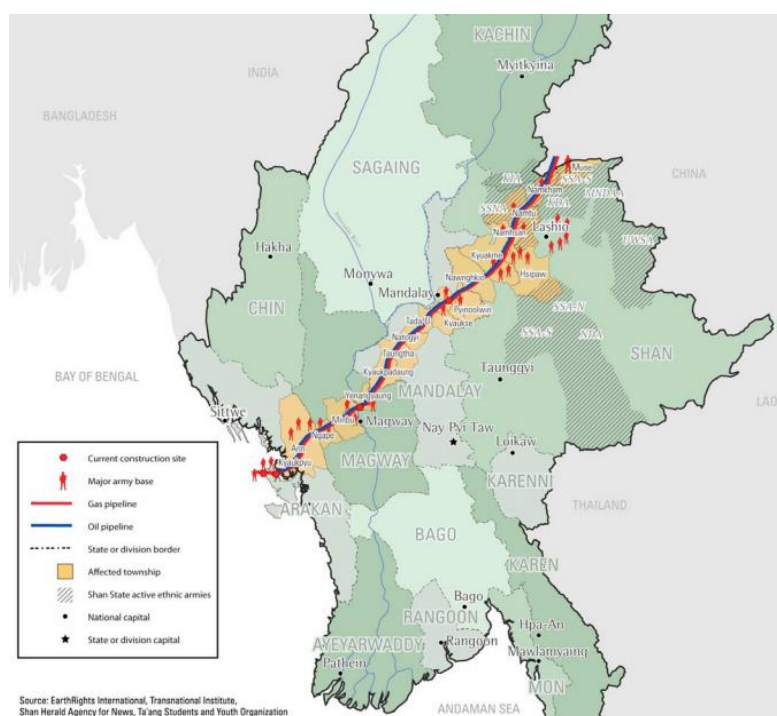 KACHIN
Myitkyina
INDIA
BANGLADESH
SAGAING
CHINA
Muse
KIA
SSA-S
Namcham
KDA
MNDAA
SSNA
Namtu
Namhsan
Lashio
UWSA
Hakha
Kyuakme
Monywa
Nawnghkio
Hsipaw
CHIN
Mandalay
Pyinoolwin
SSA-N
Tada-U
Kyaukse
SSA-S
NDA
Natogyi
SHAN
Taungtha
BAY OF BENGAL
Kyaukpadaung
Taunggyi
MANDALAY
LAO
Yenangyaung
Sittwe
Minbu
Magway
Nay Pyi Taw
Ann
Ngape
Loikaw
Kyaukpyu
MAGWAY
KARENNI
ARAKAN
THAILAND
BAGO
KAREN
Bago
RANGOON
Hpa-An
AYEYARWADDY
Rangoon
Mawlamyaing
Pathein
MON
ANDAMAN SEA
Current construction site
Major army base
Gas pipeline
Oil pipeline
State or division border
Affected township
Shan State active ethnic armies
National capital
State or division capital
Source: EarthRights International, Transnational Institute,
Shan Herald Agency for News, Ta'ang Students and Youth Organization